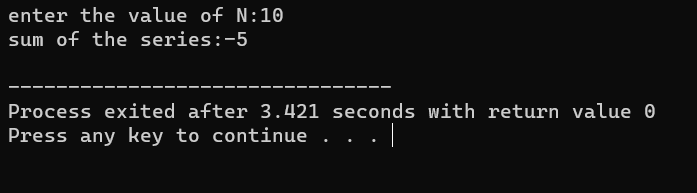 enter the value of N:10
sum of the series:-5
--------------------------------
Process exited after 3.421 seconds with return value 0
Press any key to continue . . .